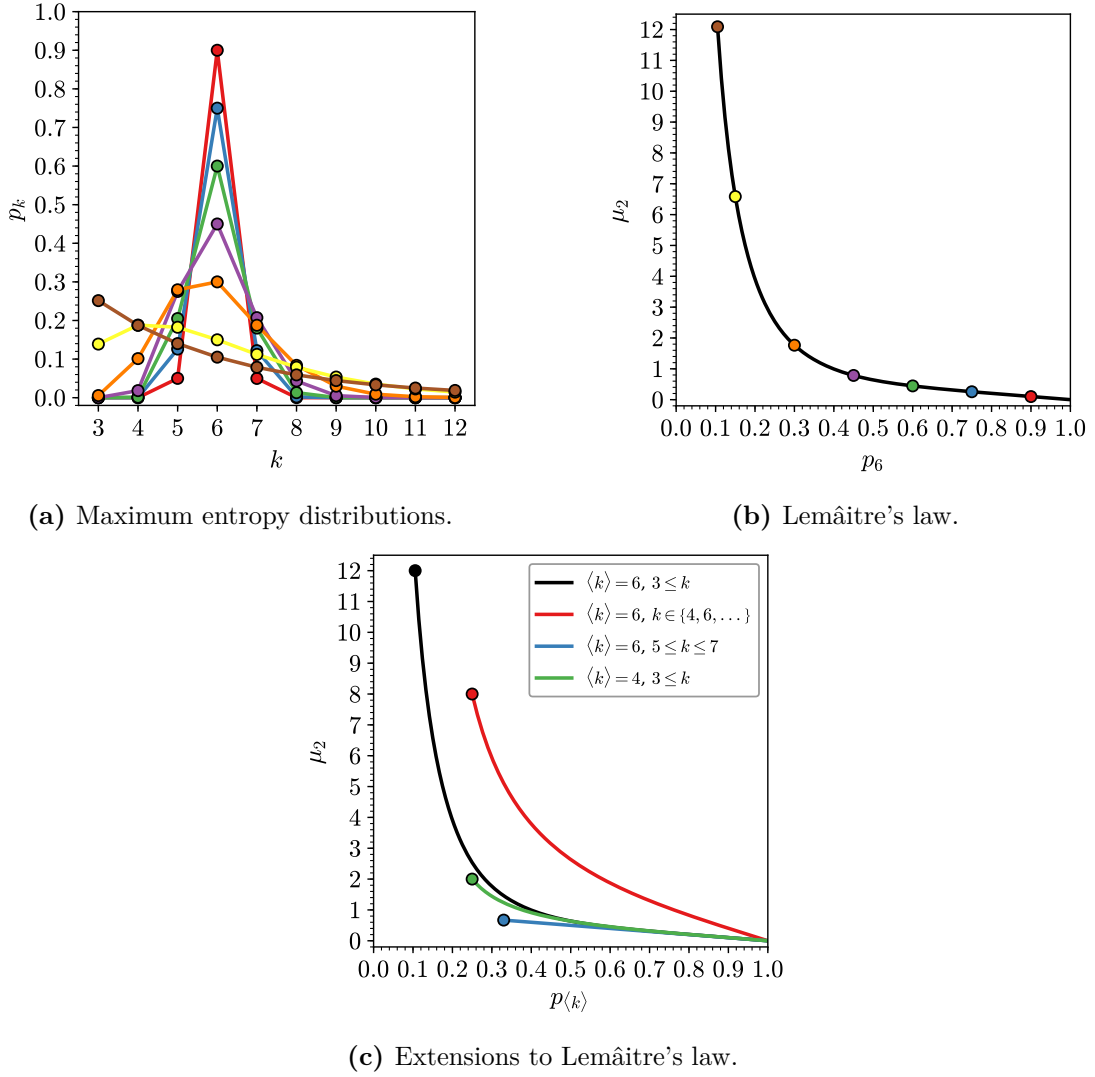 1.0
0.9
0.8
0.7
0.6
0.5
0.4
0.3
0.2
0.1
0.0
p_k
3 4 5 6 7 8 9 10 11 12
k
(a) Maximum entropy distributions.
12
11
10
9
8
7
6
5
4
3
2
1
0
μ_2
0.0 0.1 0.2 0.3 0.4 0.5 0.6 0.7 0.8 0.9 1.0
p_6
(b) Lemâitre's law.
12
11
10
9
8
7
6
5
4
3
2
1
0
μ_2
⟨k⟩ = 6, 3 ≤ k
⟨k⟩ = 6, k ∈ {4, 6, ...}
⟨k⟩ = 6, 5 ≤ k ≤ 7
⟨k⟩ = 4, 3 ≤ k
0.0 0.1 0.2 0.3 0.4 0.5 0.6 0.7 0.8 0.9 1.0
p_⟨k⟩
(c) Extensions to Lemâitre's law.